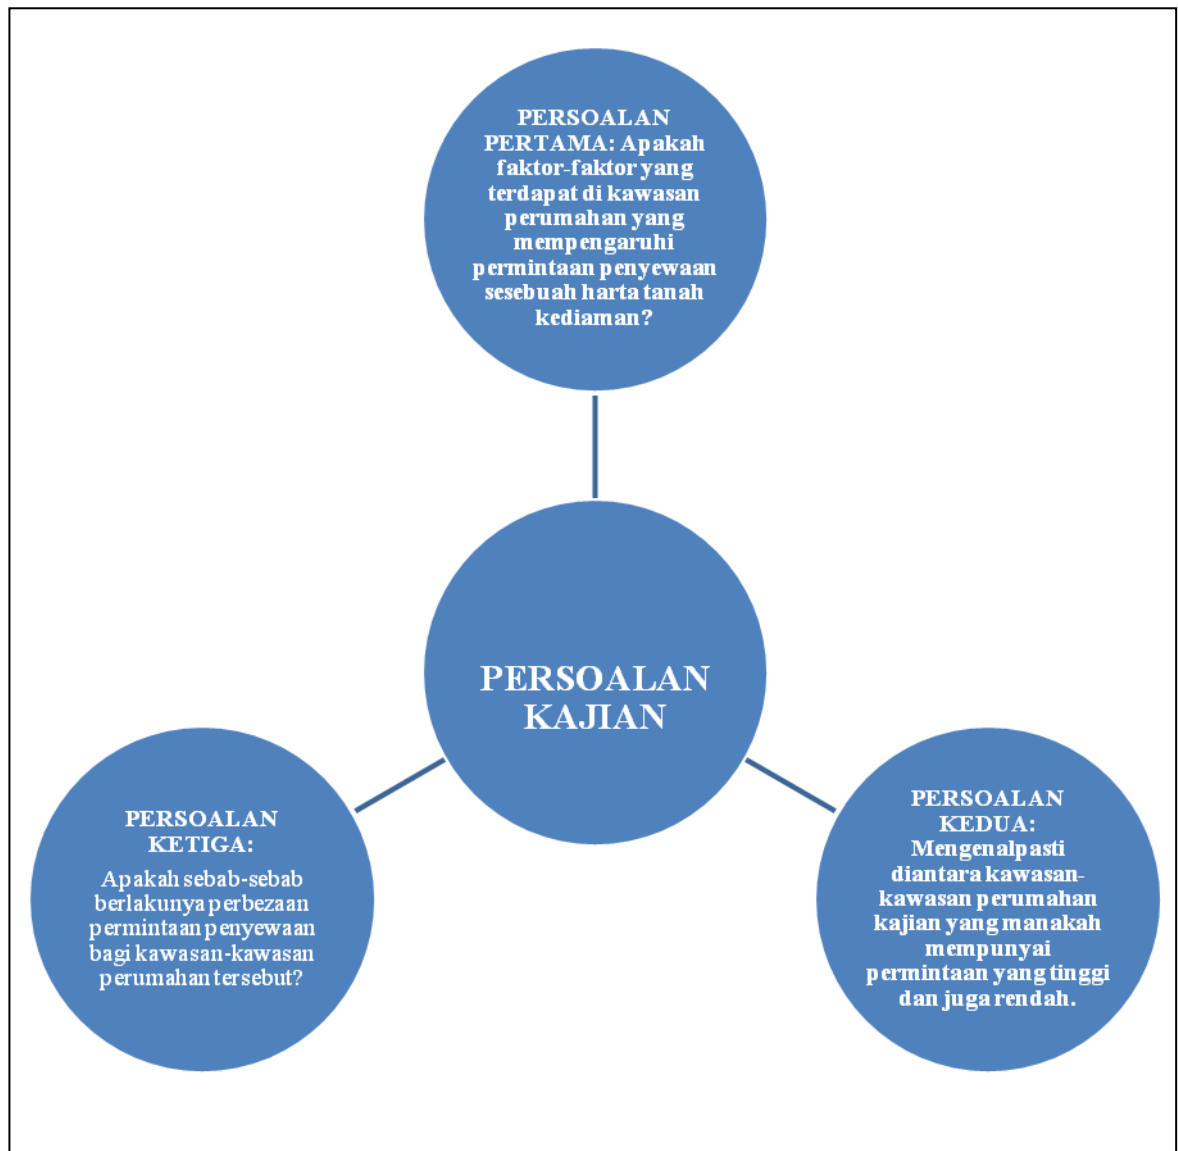 PERSOALAN
PERTAMA: Apakah
faktor-faktor yang
terdapat di kawasan
perumahan yang
mempengaruhi
permintaan penyewaan
sesebuah harta tanah
kediaman?
PERSOALAN
KAJIAN
PERSOALAN
KEDUA:
Mengenalpasti
diantara kawasan-
kawasan perumahan
kajian yang manakah
mempunyai
permintaan yang tinggi
dan juga rendah.
PERSOALAN
KETIGA:
Apakah sebab-sebab
berlakunya perbezaan
permintaan penyewaan
bagi kawasan-kawasan
perumahan tersebut?